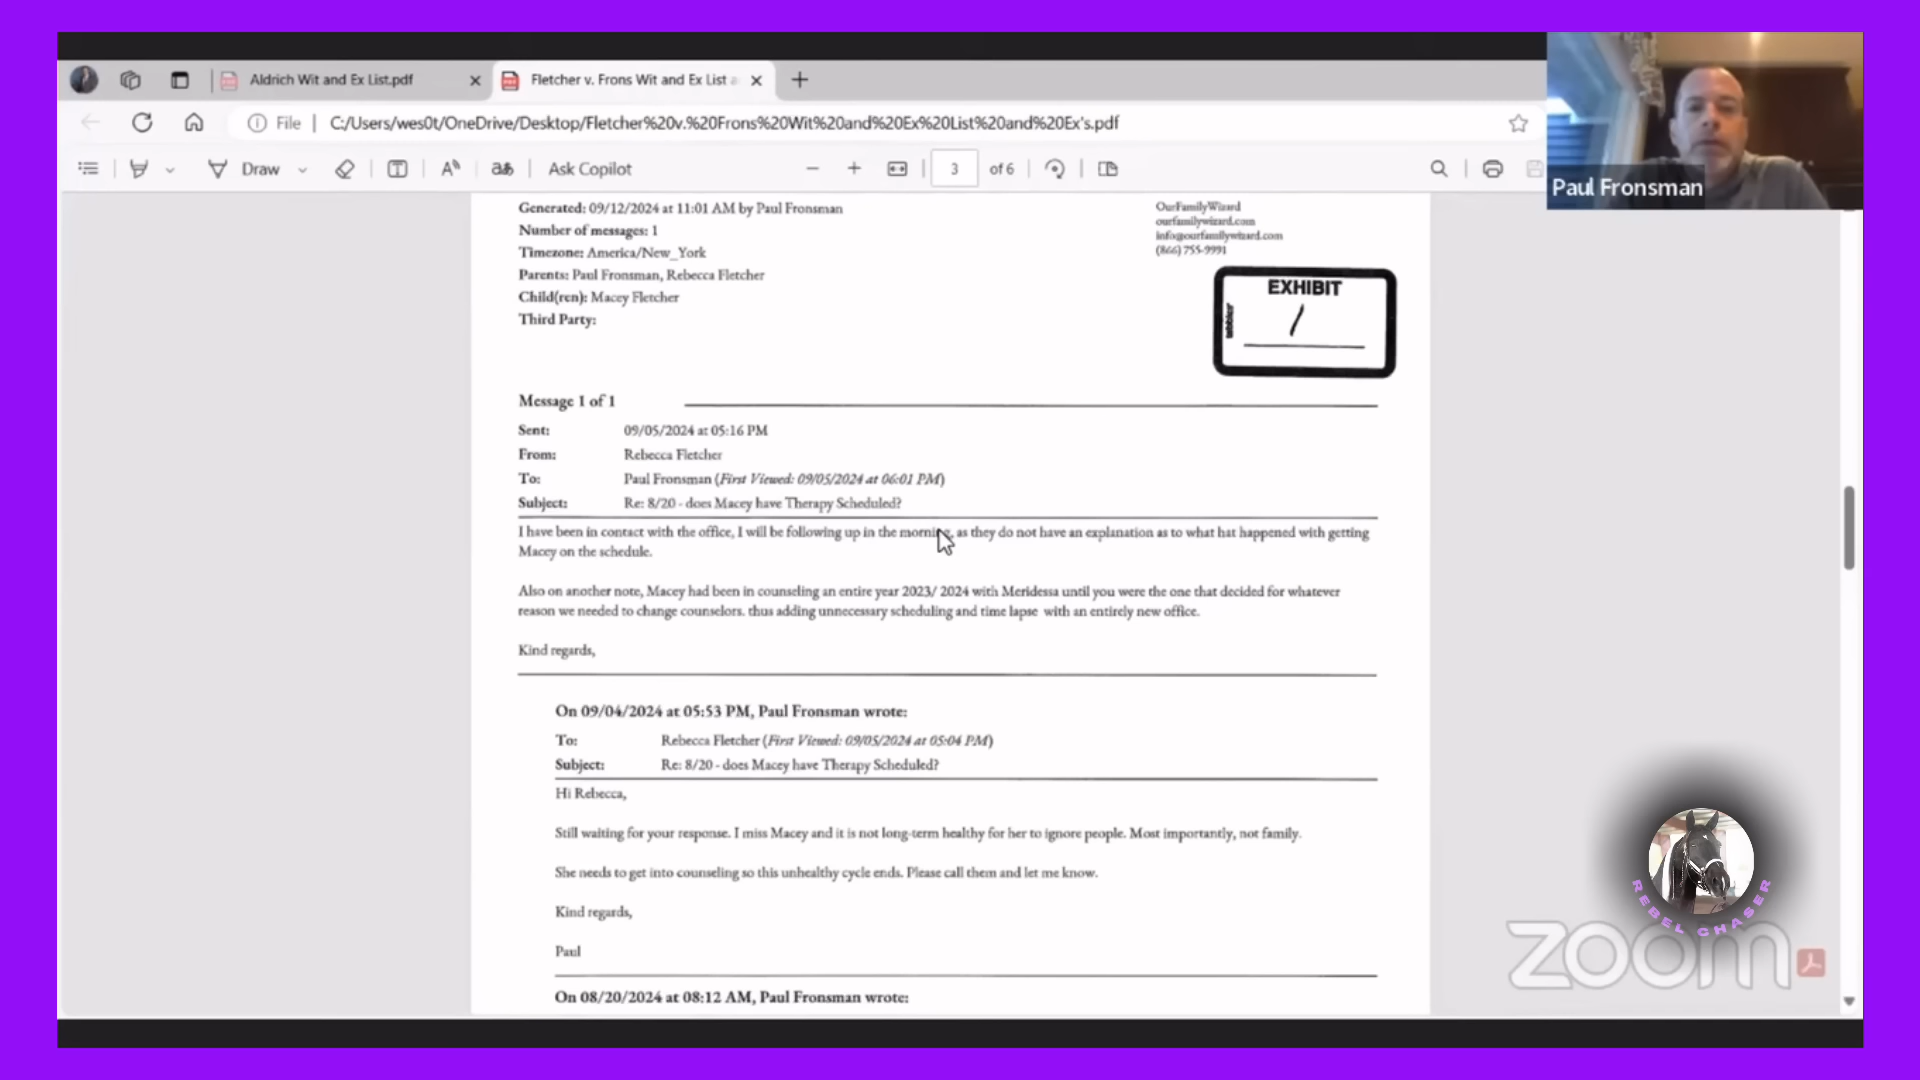 Aldrich Wit and Ex List.pdf
Fletcher v. Frons Wit and Ex List a
File
C:/Users/wes0t/OneDrive/Desktop/Fletcher%20v.%20Frons%20Wit%20and%20Ex%20List%20and%20Ex's.pdf
Draw
Ask Copilot
3 of 6
Paul Fronsman
Generated: 09/12/2024 at 11:01 AM by Paul Fronsman
Number of messages: 1
Timezone: America/New_York
Parents: Paul Fronsman, Rebecca Fletcher
Child(ren): Macey Fletcher
Third Party:
OurFamilyWizard
ourfamilywizard.com
info@ourfamilywizard.com
(866) 755-9991
EXHIBIT
1
Message 1 of 1
Sent: 09/05/2024 at 05:16 PM
From: Rebecca Fletcher
To: Paul Fronsman (First Viewed: 09/05/2024 at 06:01 PM)
Subject: Re: 8/20 - does Macey have Therapy Scheduled?
I have been in contact with the office, I will be following up in the morning, as they do not have an explanation as to what hat happened with getting
Macey on the schedule.
Also on another note, Macey had been in counseling an entire year 2023/ 2024 with Meridessa until you were the one that decided for whatever
reason we needed to change counselors. thus adding unnecessary scheduling and time lapse with an entirely new office.
Kind regards,
On 09/04/2024 at 05:53 PM, Paul Fronsman wrote:
To: Rebecca Fletcher (First Viewed: 09/05/2024 at 05:04 PM)
Subject: Re: 8/20 - does Macey have Therapy Scheduled?
Hi Rebecca,
Still waiting for your response. I miss Macey and it is not long-term healthy for her to ignore people. Most importantly, not family.
She needs to get into counseling so this unhealthy cycle ends. Please call them and let me know.
Kind regards,
Paul
On 08/20/2024 at 08:12 AM, Paul Fronsman wrote:
REBEL CHASER
zoom